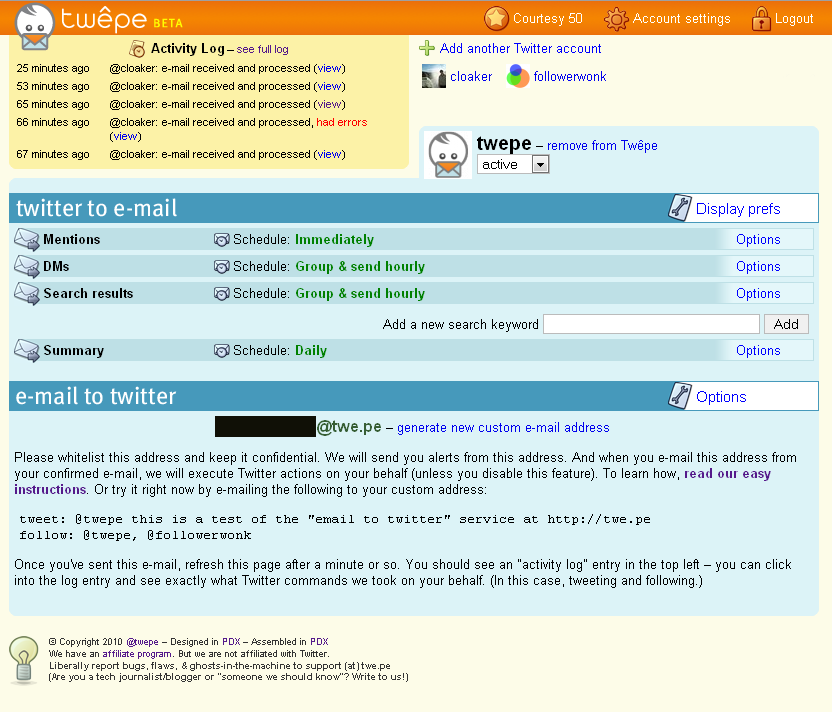 twêpe BETA
Courtesy 50 Account settings Logout
Activity Log – see full log
25 minutes ago @cloaker: e-mail received and processed (view)
53 minutes ago @cloaker: e-mail received and processed (view)
65 minutes ago @cloaker: e-mail received and processed (view)
66 minutes ago @cloaker: e-mail received and processed, had errors
(view)
67 minutes ago @cloaker: e-mail received and processed (view)
Add another Twitter account
cloaker followerwonk
twepe – remove from Twêpe
active
twitter to e-mail Display prefs
Mentions Schedule: Immediately Options
DMs Schedule: Group & send hourly Options
Search results Schedule: Group & send hourly Options
Add a new search keyword Add
Summary Schedule: Daily Options
e-mail to twitter Options
@twe.pe – generate new custom e-mail address
Please whitelist this address and keep it confidential. We will send you alerts from this address. And when you e-mail this address from
your confirmed e-mail, we will execute Twitter actions on your behalf (unless you disable this feature). To learn how, read our easy
instructions. Or try it right now by e-mailing the following to your custom address:
tweet: @twepe this is a test of the "email to twitter" service at http://twe.pe
follow: @twepe, @followerwonk
Once you've sent this e-mail, refresh this page after a minute or so. You should see an "activity log" entry in the top left – you can click
into the log entry and see exactly what Twitter commands we took on your behalf. (In this case, tweeting and following.)
© Copyright 2010 @twepe – Designed in PDX – Assembled in PDX
We have an affiliate program. But we are not affiliated with Twitter.
Liberally report bugs, flaws, & ghosts-in-the-machine to support (at) twe.pe
(Are you a tech journalist/blogger or "someone we should know"? Write to us!)